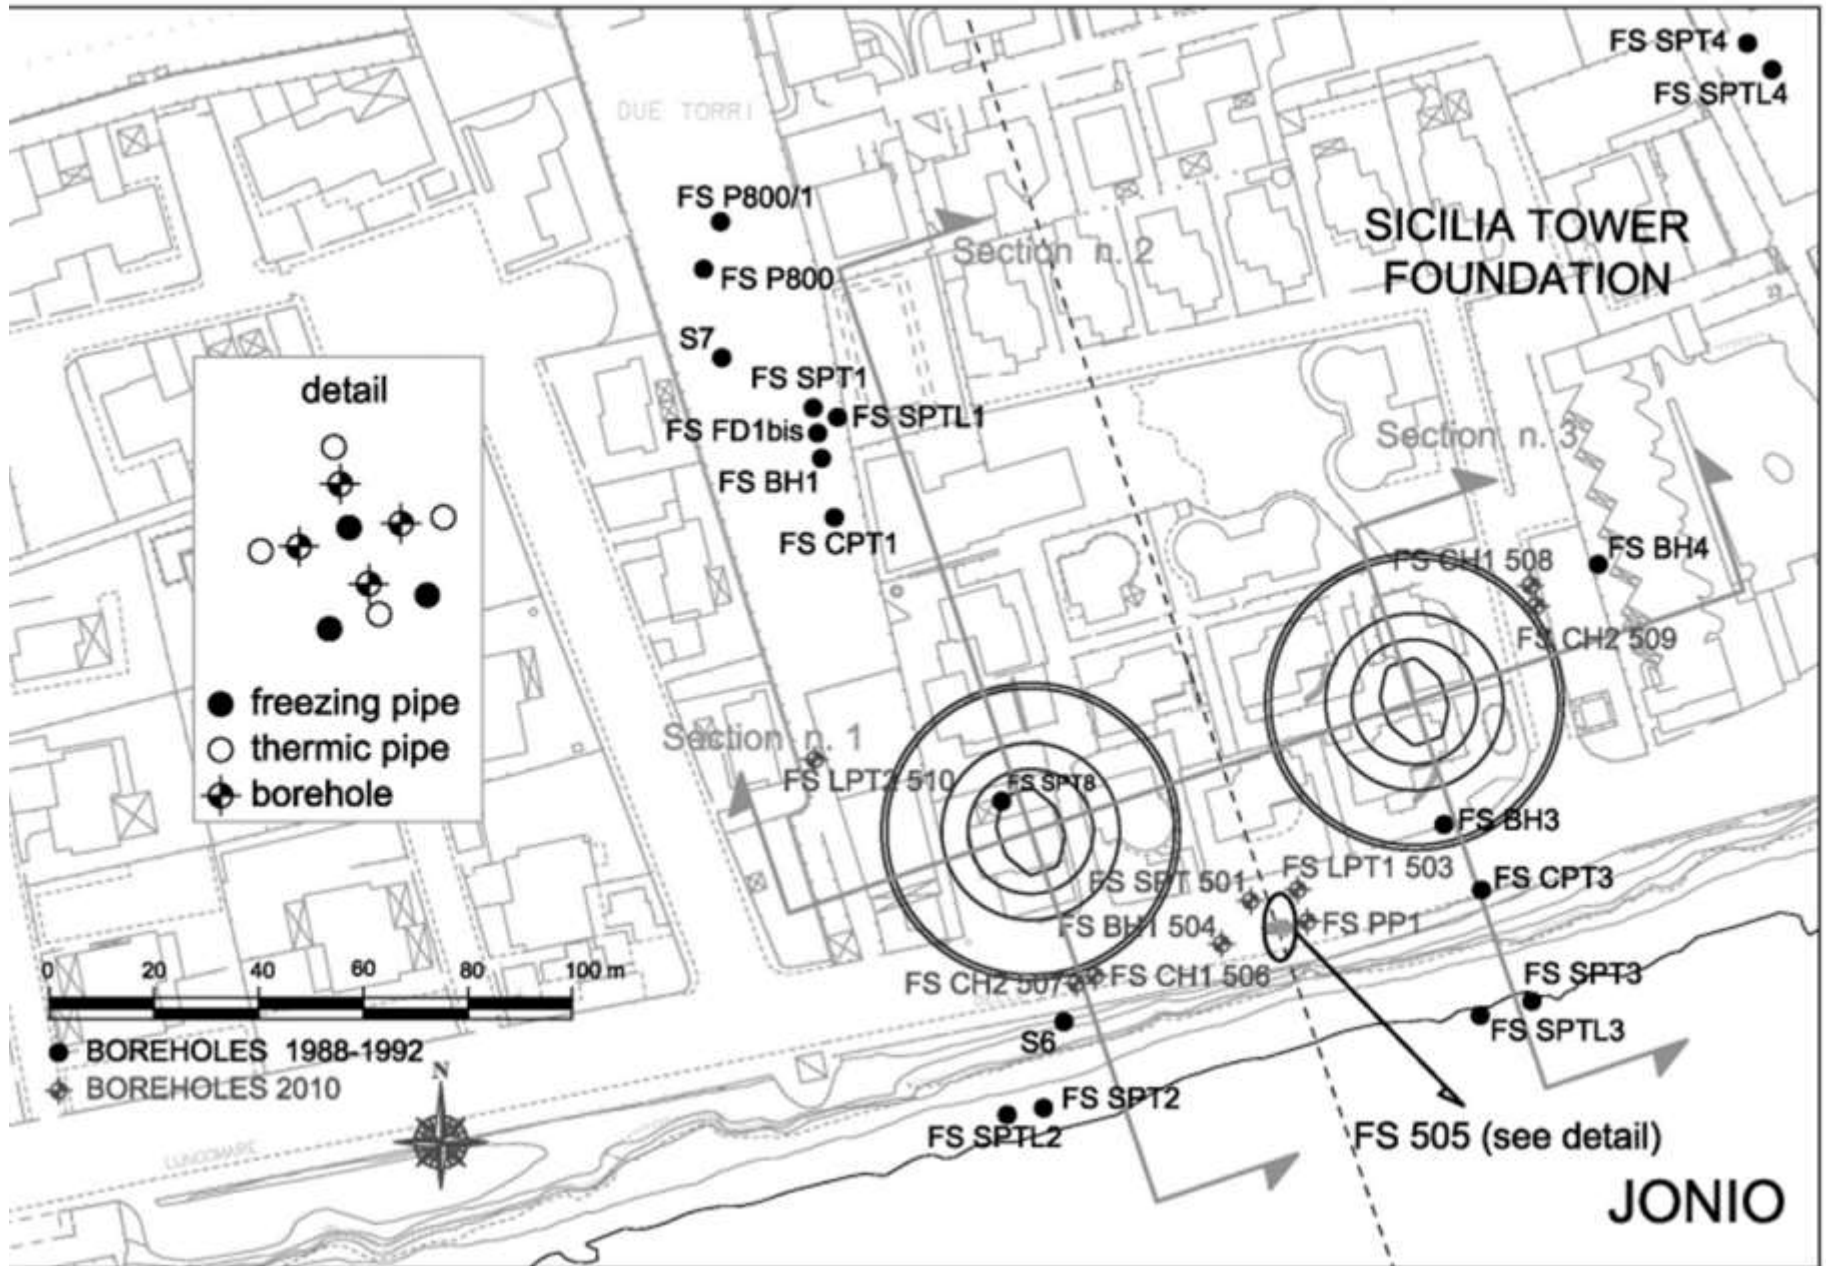 FS SPT4
FS SPTL4
DUE TORRI
FS P800/1
SICILIA TOWER
FOUNDATION
Section n. 2
FS P800
S7
FS SPT1
detail
FS SPTL1
FS FD1bis
Section n. 3
FS BH1
FS CPT1
FS CH1 508
FS BH4
FS CH2 509
freezing pipe
thermic pipe
borehole
Section n. 1
FS LPT2 510
FS SPT8
FS BH3
FS LPT1 503
FS SPT 501
FS CPT3
FS BH1 504
FS PP1
0 20 40 60 80 100 m
FS CH2 507
FS CH1 506
FS SPT3
FS SPTL3
S6
BOREHOLES 1988-1992
BOREHOLES 2010
N
FS SPT2
FS SPTL2
FS 505 (see detail)
LUNGOMARE
JONIO